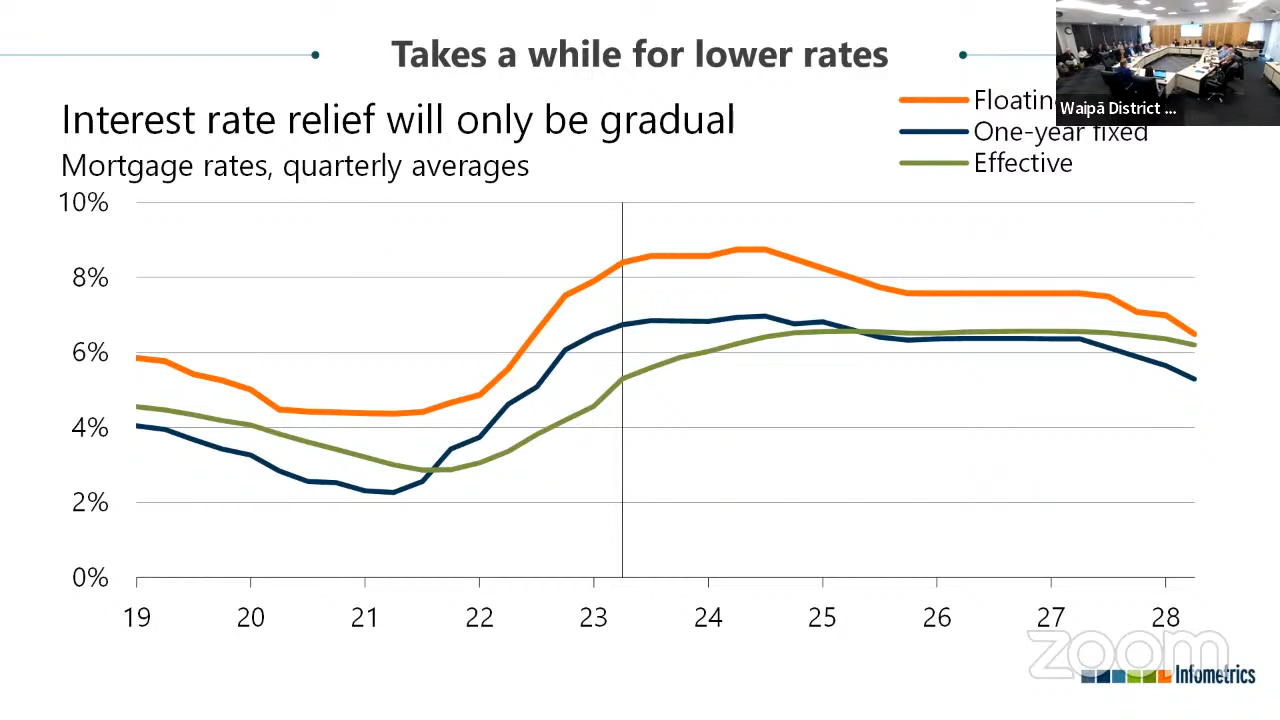 Takes a while for lower rates
Interest rate relief will only be gradual
Mortgage rates, quarterly averages
Waipā District ...
One-year fixed
Effective
10%
8%
6%
4%
2%
0%
19 20 21 22 23 24 25 26 27 28
zoom
Infometrics